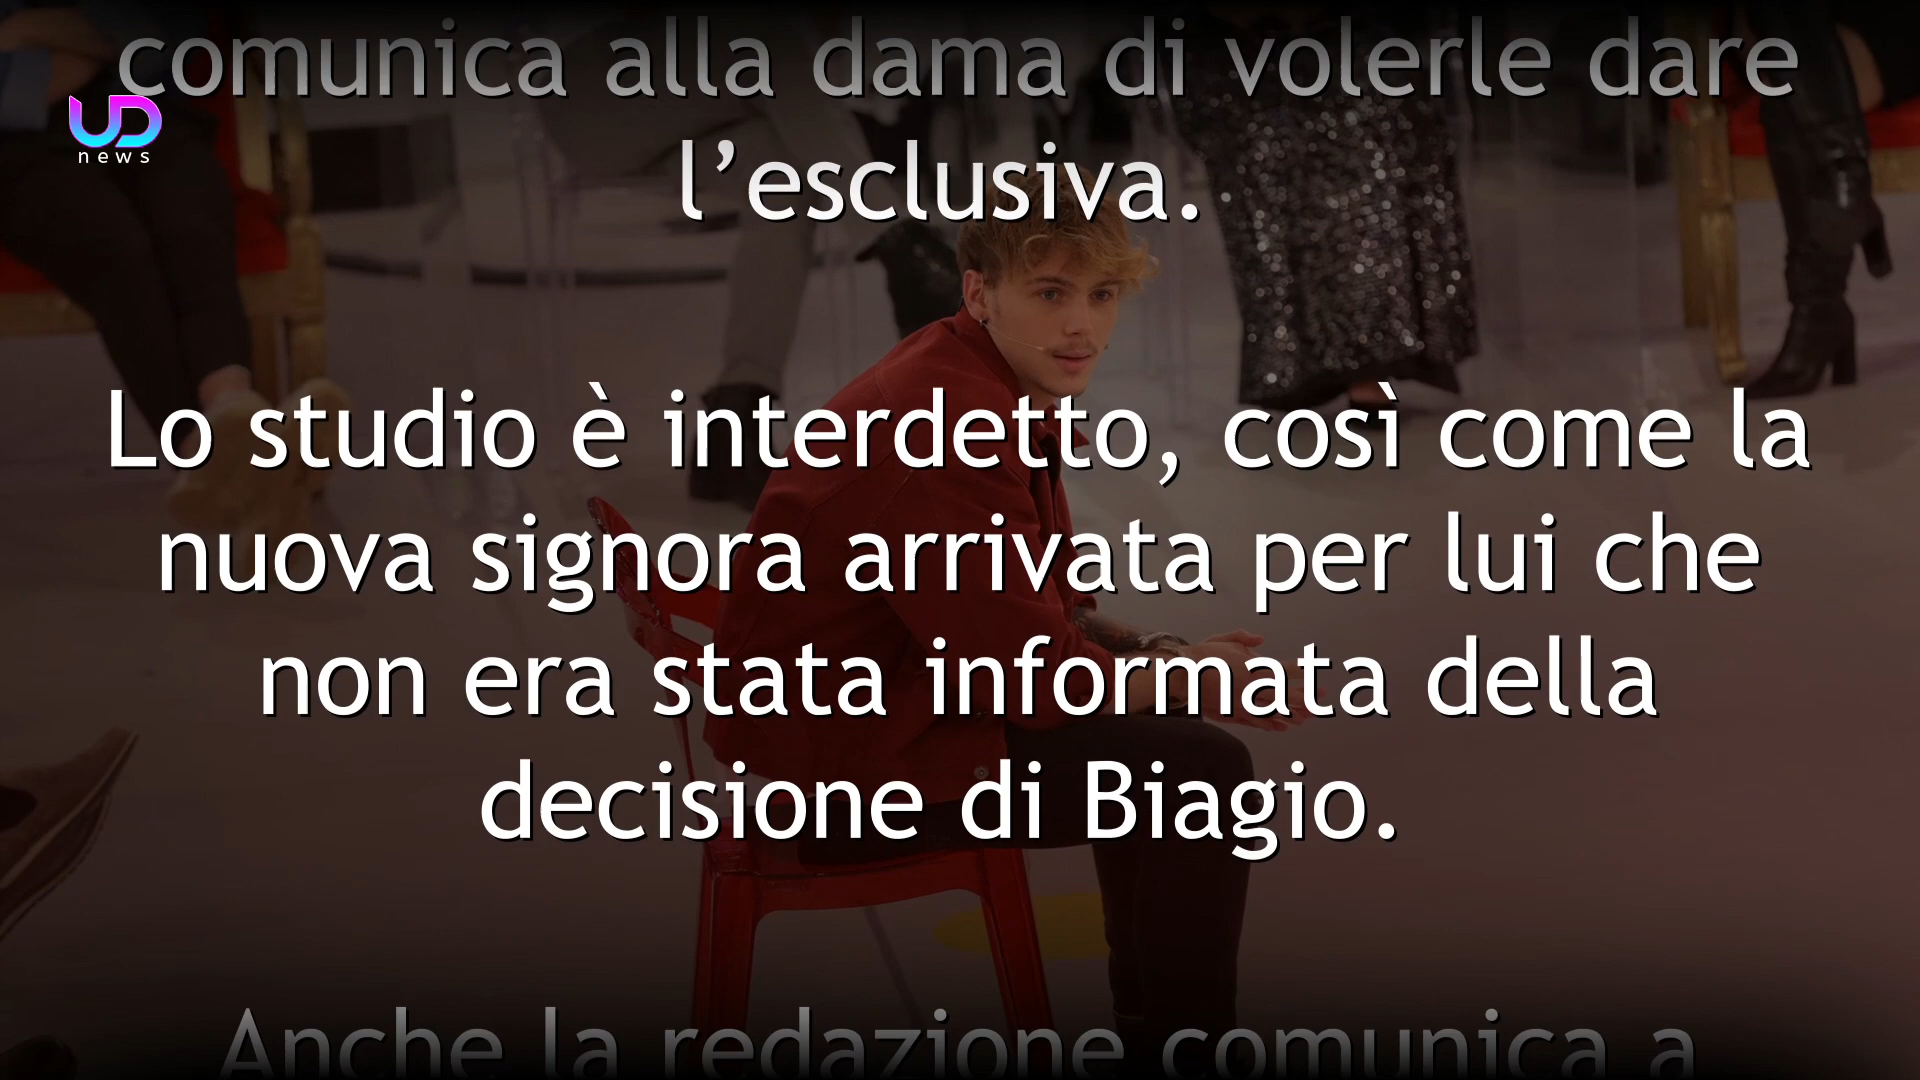 comunica alla dama di volerle dare
UD
news
l’esclusiva.
Lo studio è interdetto, così come la
nuova signora arrivata per lui che
non era stata informata della
decisione di Biagio.
Anche la redazione comunica a